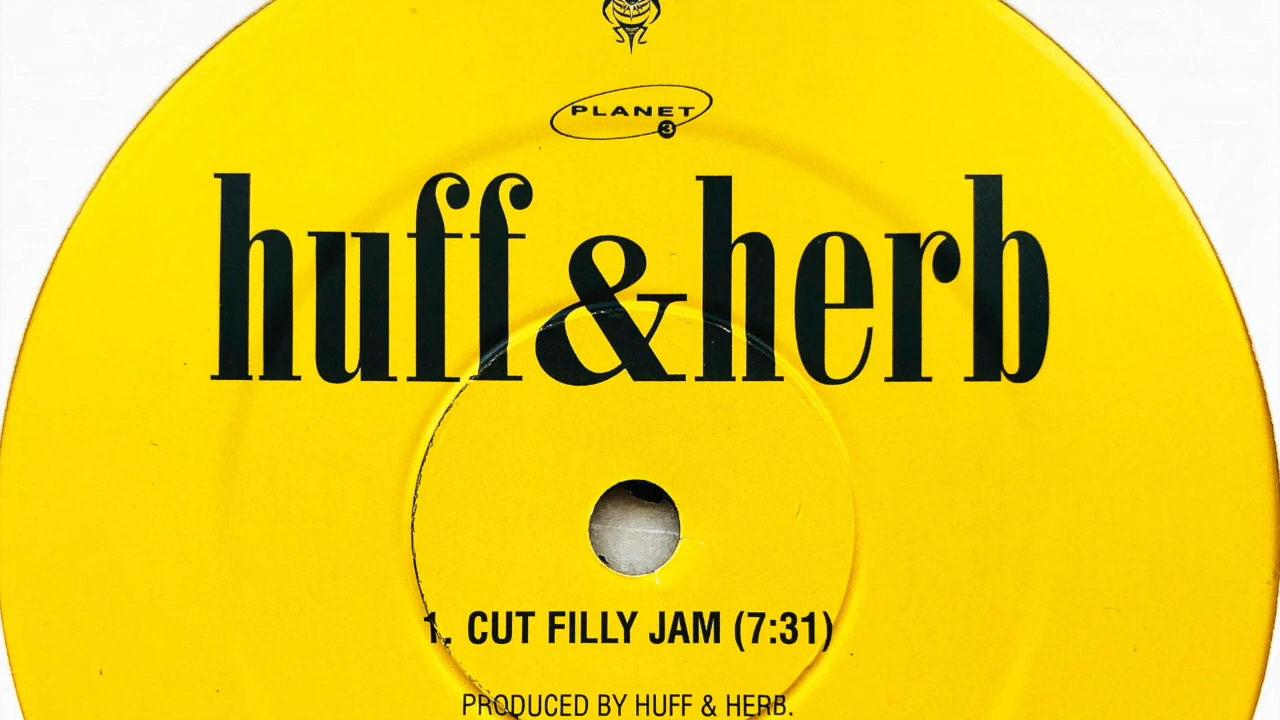 PLANET
3
huff & herb
1. CUT FILLY JAM (7:31)
PRODUCED BY HUFF & HERB.